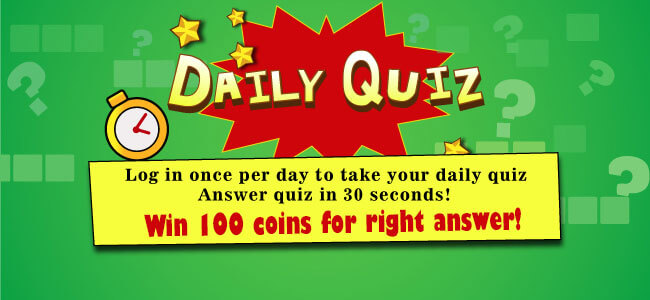 DAILY QUIZ
Log in once per day to take your daily quiz
Answer quiz in 30 seconds!
Win 100 coins for right answer!